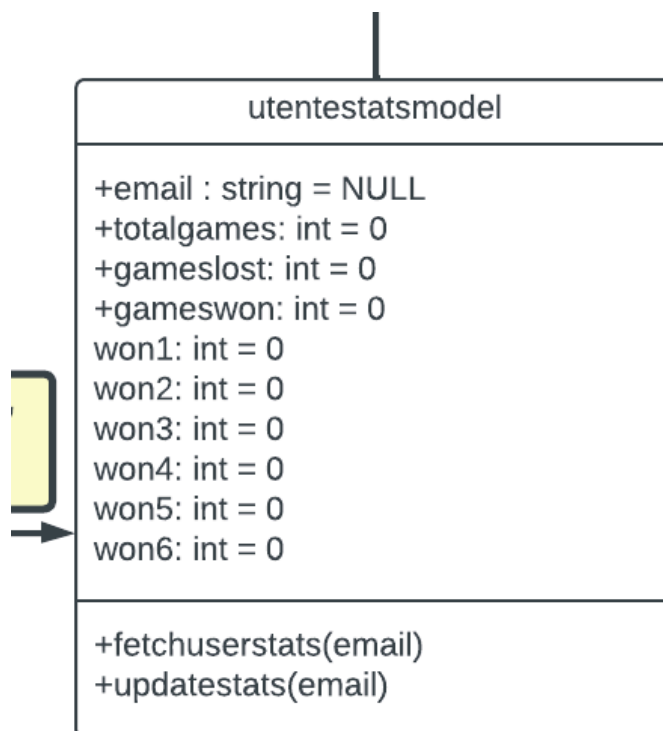 utentestatsmodel
+email : string = NULL
+totalgames: int = 0
+gameslost: int = 0
+gameswon: int = 0
won1: int = 0
won2: int = 0
won3: int = 0
won4: int = 0
won5: int = 0
won6: int = 0
+fetchuserstats(email)
+updatestats(email)